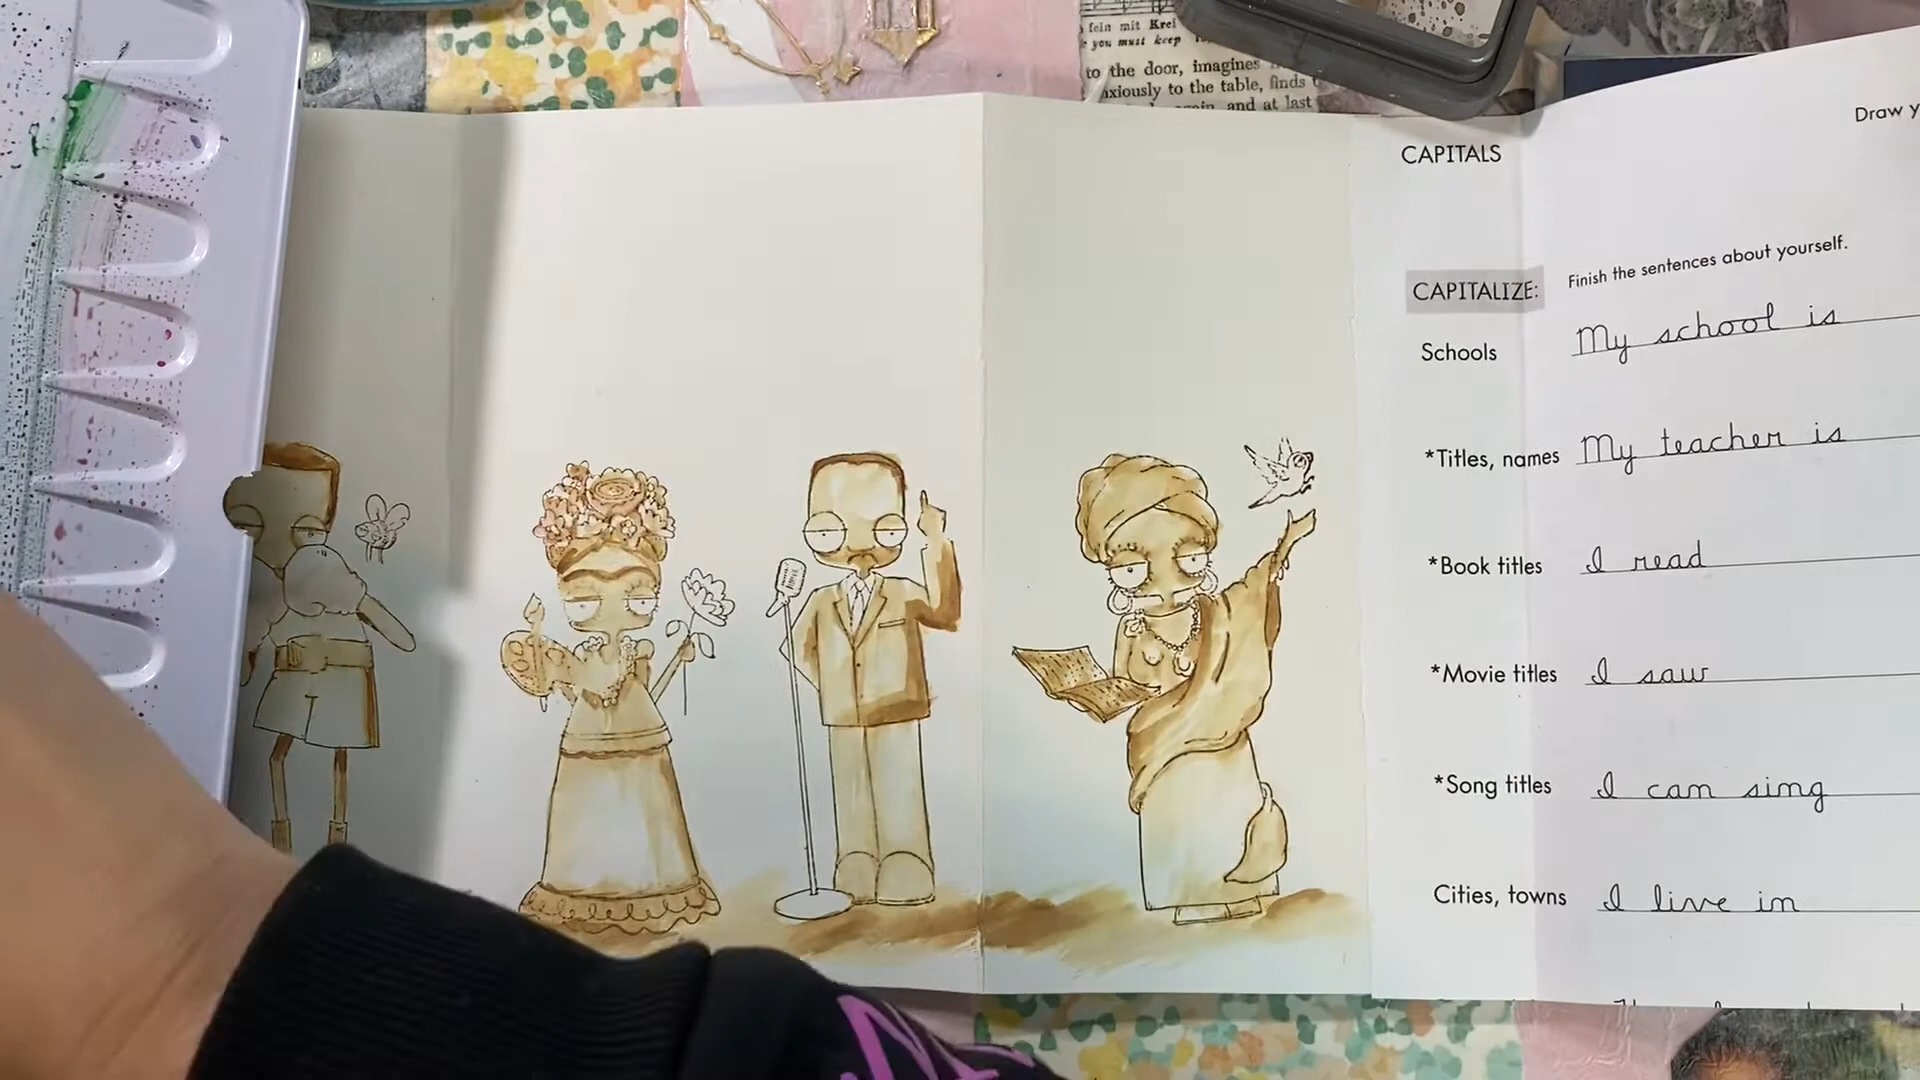 fein mit Krei
you must keep
to the door, imagines
xiously to the table, finds
and at last
Draw y
CAPITALS
CAPITALIZE:
Finish the sentences about yourself.
Schools
My school is
*Titles, names
My teacher is
*Book titles
I read
*Movie titles
I saw
*Song titles
I can sing
Cities, towns
I live in